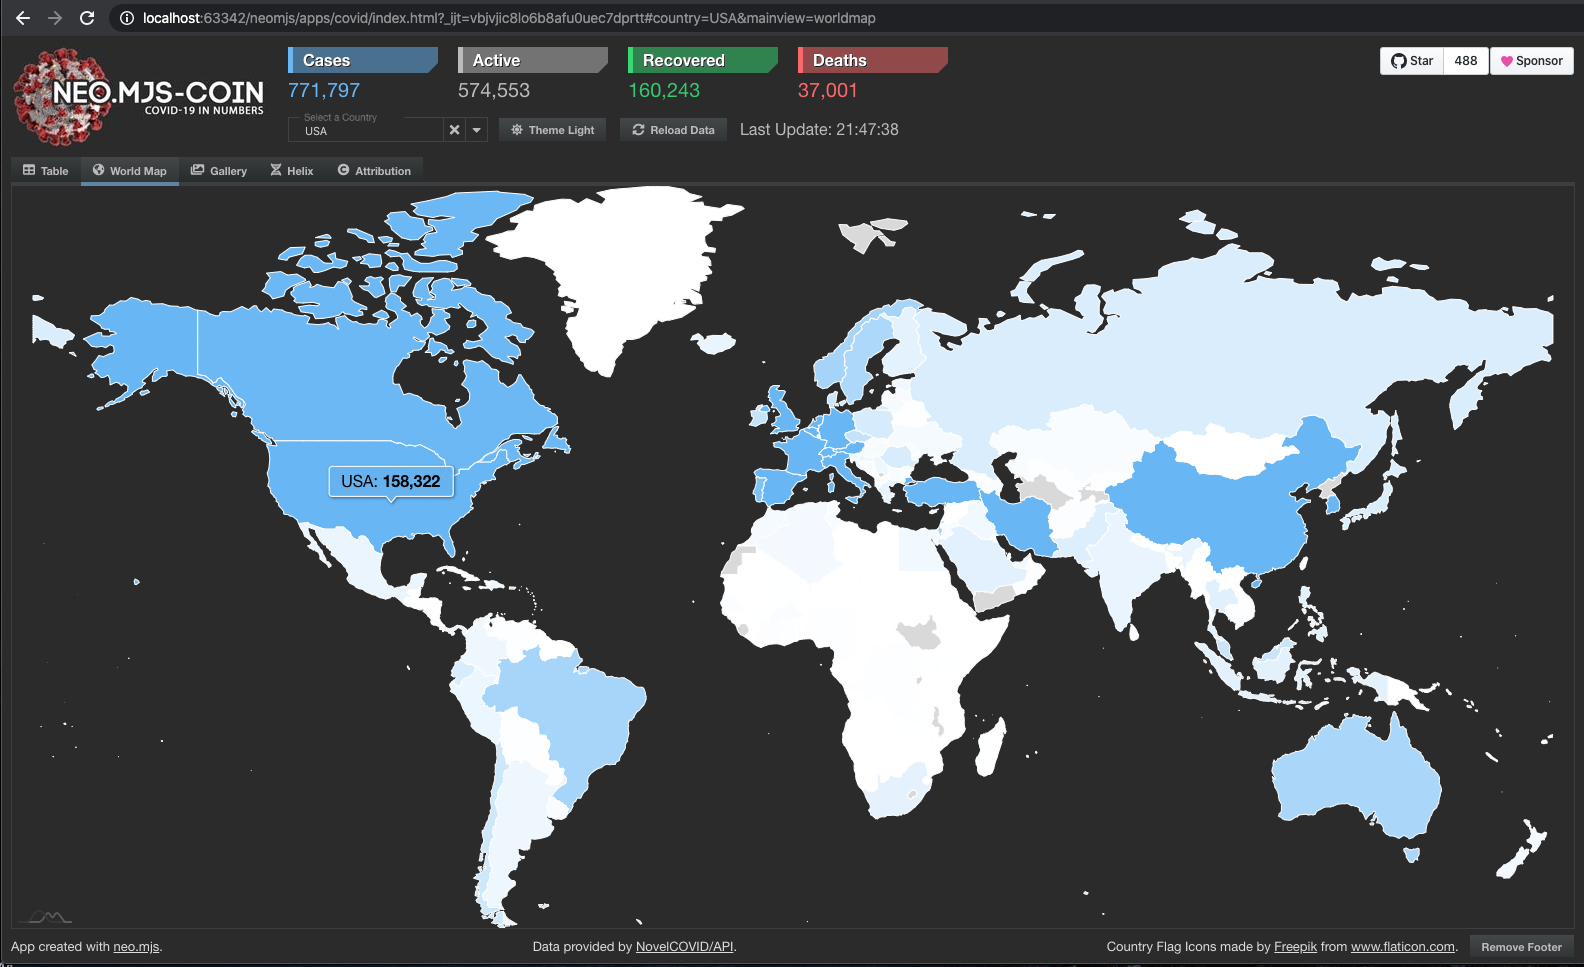 localhost:63342/neomjs/apps/covid/index.html?_ijt=vbjvjic8lo6b8afu0uec7dprtt#country=USA&mainview=worldmap
NEO.MJS-COIN
COVID-19 IN NUMBERS
Cases
771,797
Active
574,553
Recovered
160,243
Deaths
37,001
Star
488
Sponsor
Select a Country
USA
Theme Light
Reload Data
Last Update: 21:47:38
Table
World Map
Gallery
Helix
Attribution
USA: 158,322
App created with neo.mjs.
Data provided by NovelCOVID/API.
Country Flag Icons made by Freepik from www.flaticon.com.
Remove Footer